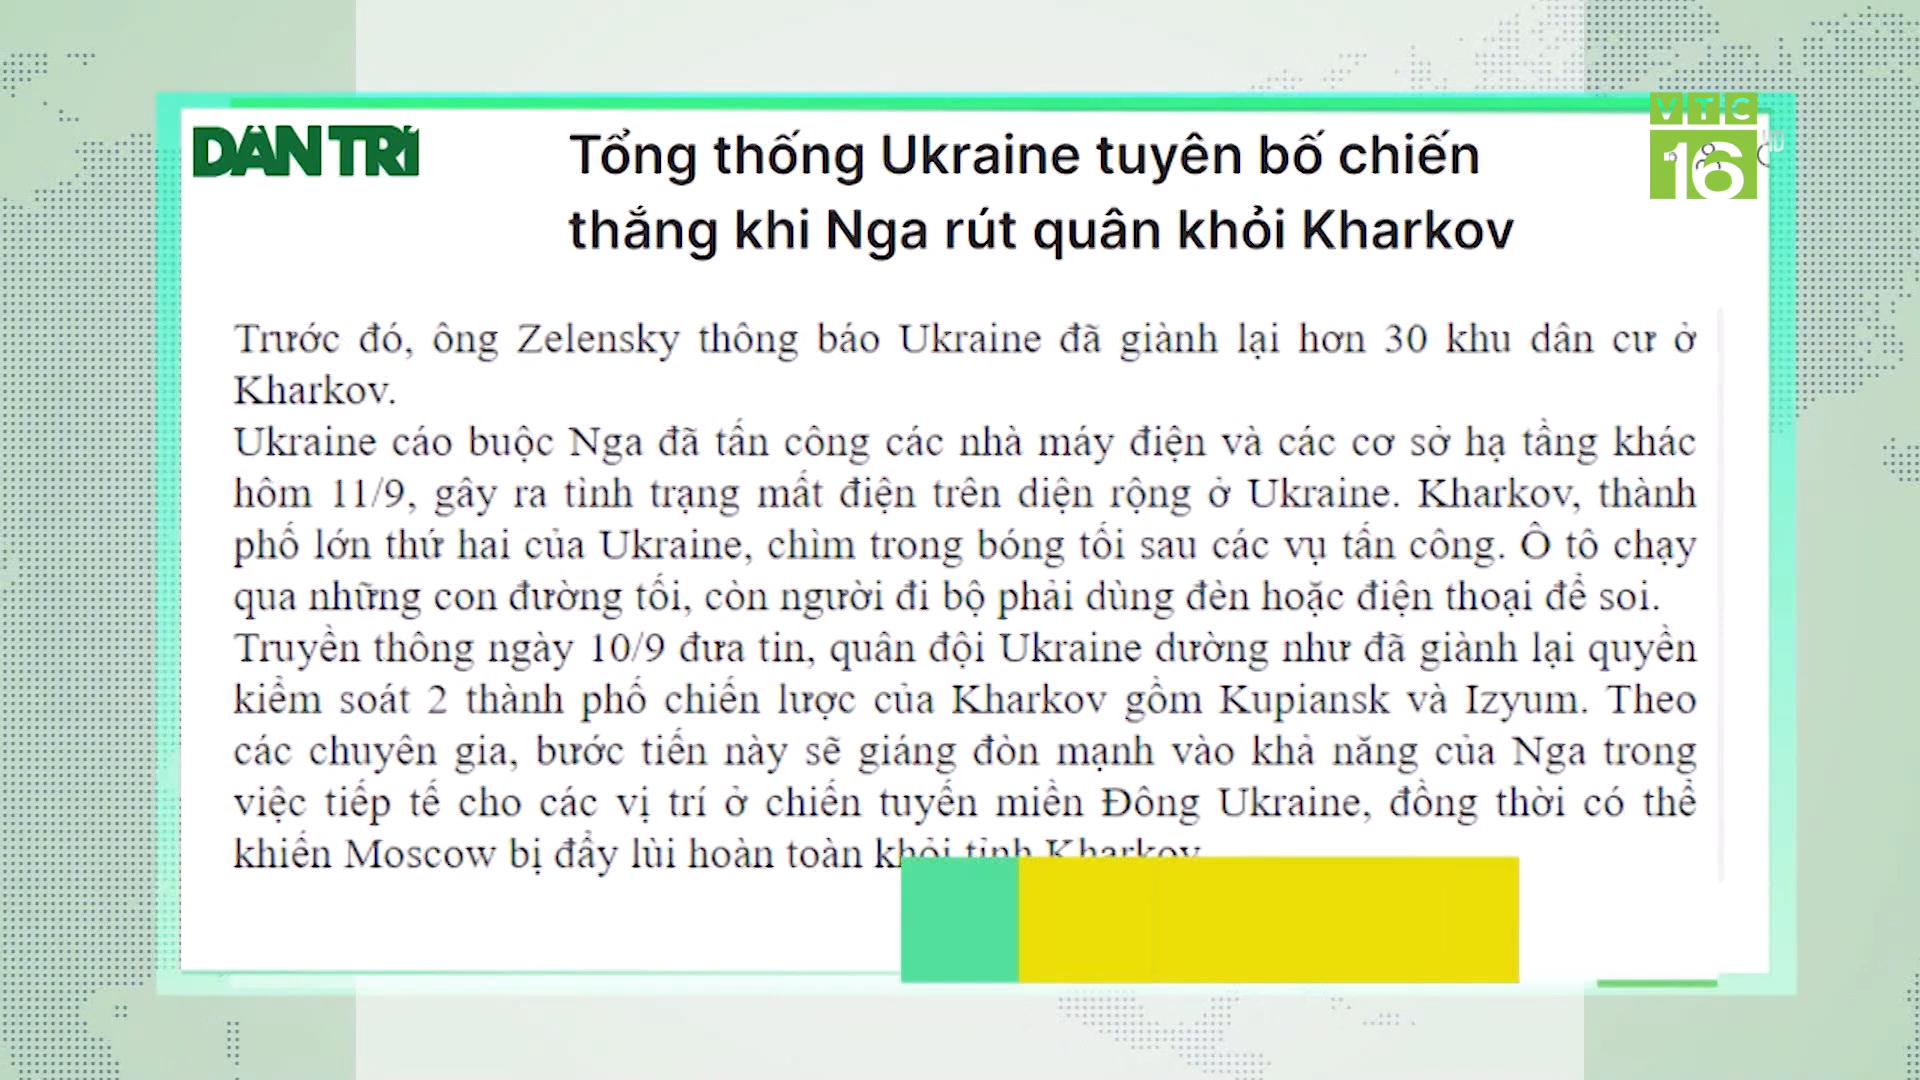 DÂN TRÍ
Tổng thống Ukraine tuyên bố chiến
thắng khi Nga rút quân khỏi Kharkov
VTC
16
HD
Trước đó, ông Zelensky thông báo Ukraine đã giành lại hơn 30 khu dân cư ở
Kharkov.
Ukraine cáo buộc Nga đã tấn công các nhà máy điện và các cơ sở hạ tầng khác
hôm 11/9, gây ra tình trạng mất điện trên diện rộng ở Ukraine. Kharkov, thành
phố lớn thứ hai của Ukraine, chìm trong bóng tối sau các vụ tấn công. Ô tô chạy
qua những con đường tối, còn người đi bộ phải dùng đèn hoặc điện thoại để soi.
Truyền thông ngày 10/9 đưa tin, quân đội Ukraine dường như đã giành lại quyền
kiểm soát 2 thành phố chiến lược của Kharkov gồm Kupiansk và Izyum. Theo
các chuyên gia, bước tiến này sẽ giáng đòn mạnh vào khả năng của Nga trong
việc tiếp tế cho các vị trí ở chiến tuyến miền Đông Ukraine, đồng thời có thể
khiến Moscow bị đẩy lùi hoàn toàn khỏi tỉnh Kharkov